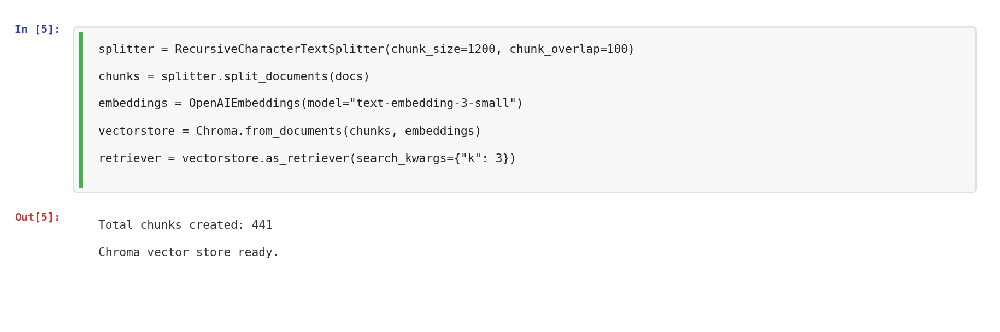 In [5]:
splitter = RecursiveCharacterTextSplitter(chunk_size=1200, chunk_overlap=100)
chunks = splitter.split_documents(docs)
embeddings = OpenAIEmbeddings(model="text-embedding-3-small")
vectorstore = Chroma.from_documents(chunks, embeddings)
retriever = vectorstore.as_retriever(search_kwargs={"k": 3})
Out[5]:
Total chunks created: 441
Chroma vector store ready.